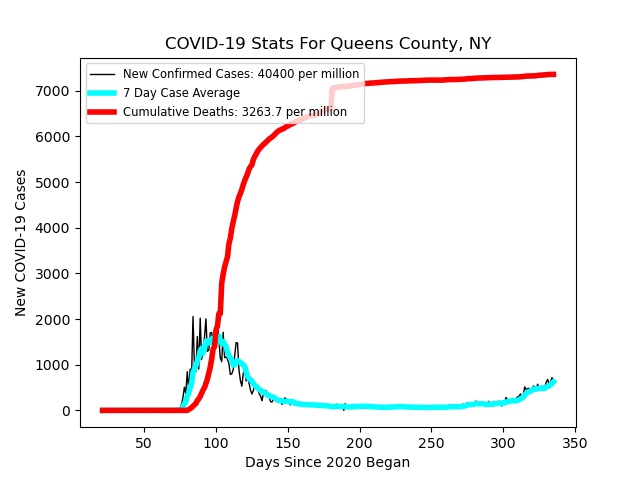 COVID-19 Stats For Queens County, NY
New Confirmed Cases: 40400 per million
7 Day Case Average
Cumulative Deaths: 3263.7 per million
New COVID-19 Cases
7000
6000
5000
4000
3000
2000
1000
0
50 100 150 200 250 300 350
Days Since 2020 Began